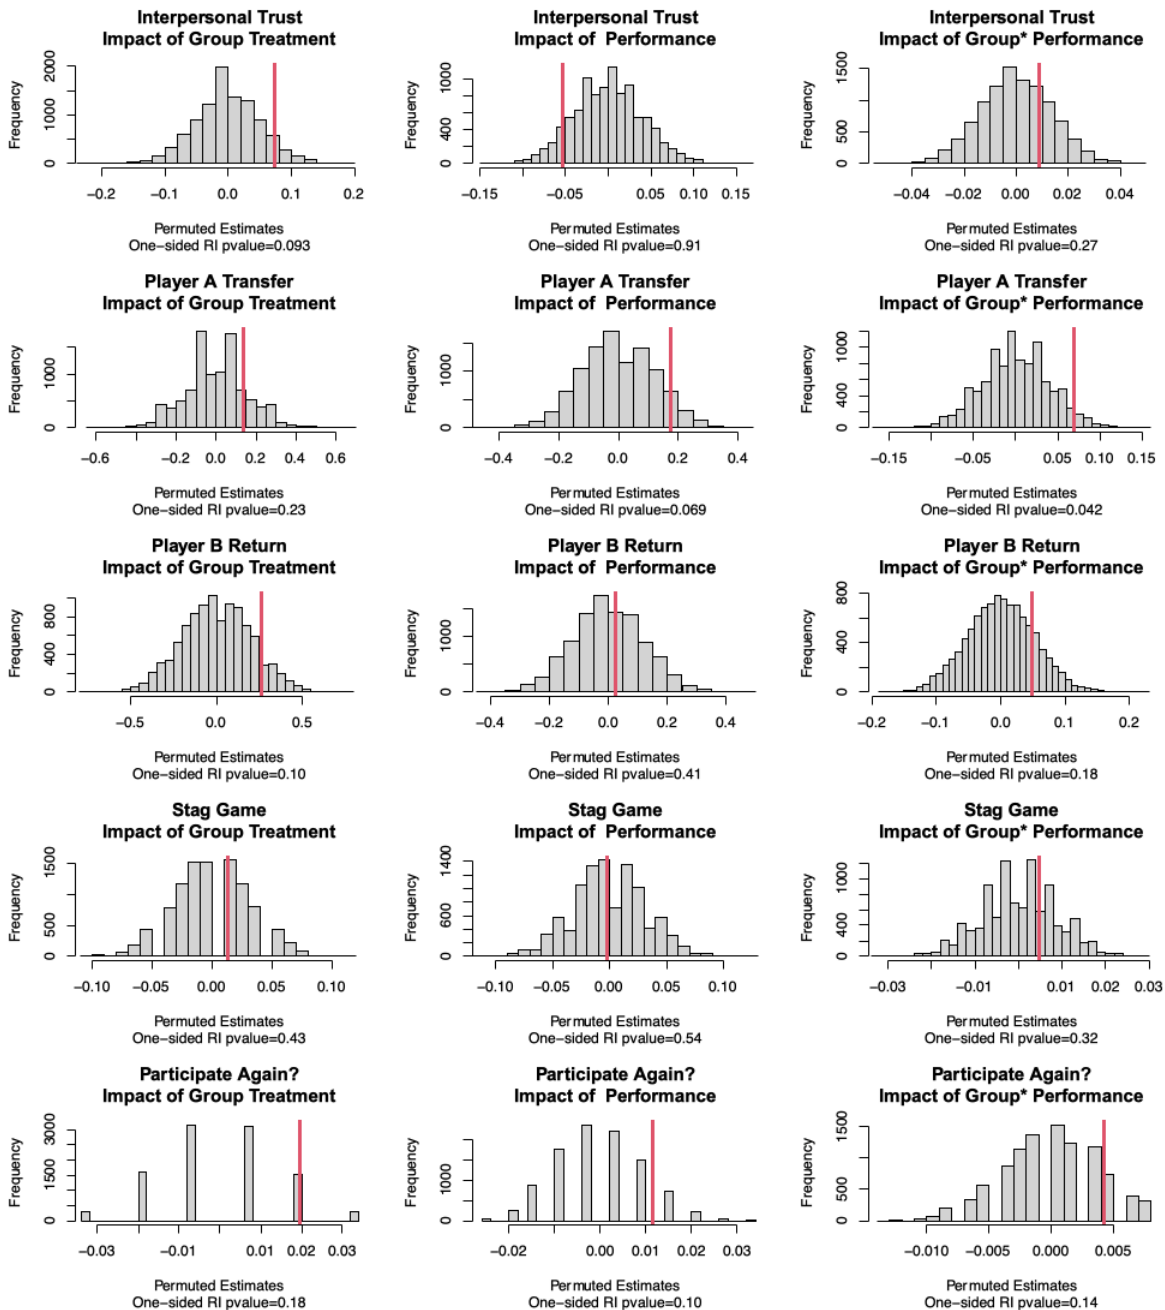 Interpersonal Trust
Impact of Group Treatment
Frequency
0 1000 2000
−0.2 −0.1 0.0 0.1 0.2
Permuted Estimates
One−sided RI pvalue=0.093
Interpersonal Trust
Impact of Performance
Frequency
0 400 1000
−0.15 −0.05 0.05 0.10 0.15
Permuted Estimates
One−sided RI pvalue=0.91
Interpersonal Trust
Impact of Group* Performance
Frequency
0 500 1500
−0.04 −0.02 0.00 0.02 0.04
Permuted Estimates
One−sided RI pvalue=0.27
Player A Transfer
Impact of Group Treatment
Frequency
0 1000
−0.6 −0.2 0.0 0.2 0.4 0.6
Permuted Estimates
One−sided RI pvalue=0.23
Player A Transfer
Impact of Performance
Frequency
0 1000
−0.4 −0.2 0.0 0.2 0.4
Permuted Estimates
One−sided RI pvalue=0.069
Player A Transfer
Impact of Group* Performance
Frequency
0 400 1000
−0.15 −0.05 0.05 0.10 0.15
Permuted Estimates
One−sided RI pvalue=0.042
Player B Return
Impact of Group Treatment
Frequency
0 400 800
−0.5 0.0 0.5
Permuted Estimates
One−sided RI pvalue=0.10
Player B Return
Impact of Performance
Frequency
0 1000
−0.4 −0.2 0.0 0.2 0.4
Permuted Estimates
One−sided RI pvalue=0.41
Player B Return
Impact of Group* Performance
Frequency
0 400 800
−0.2 −0.1 0.0 0.1 0.2
Permuted Estimates
One−sided RI pvalue=0.18
Stag Game
Impact of Group Treatment
Frequency
0 500 1500
−0.10 −0.05 0.00 0.05 0.10
Permuted Estimates
One−sided RI pvalue=0.43
Stag Game
Impact of Performance
Frequency
0 600 1400
−0.10 −0.05 0.00 0.05 0.10
Permuted Estimates
One−sided RI pvalue=0.54
Stag Game
Impact of Group* Performance
Frequency
0 400 1000
−0.03 −0.01 0.01 0.02 0.03
Permuted Estimates
One−sided RI pvalue=0.32
Participate Again?
Impact of Group Treatment
Frequency
0 1500 3000
−0.03 −0.01 0.01 0.02 0.03
Permuted Estimates
One−sided RI pvalue=0.18
Participate Again?
Impact of Performance
Frequency
0 1000
−0.02 0.00 0.01 0.02 0.03
Permuted Estimates
One−sided RI pvalue=0.10
Participate Again?
Impact of Group* Performance
Frequency
0 500 1500
−0.010 −0.005 0.000 0.005
Permuted Estimates
One−sided RI pvalue=0.14